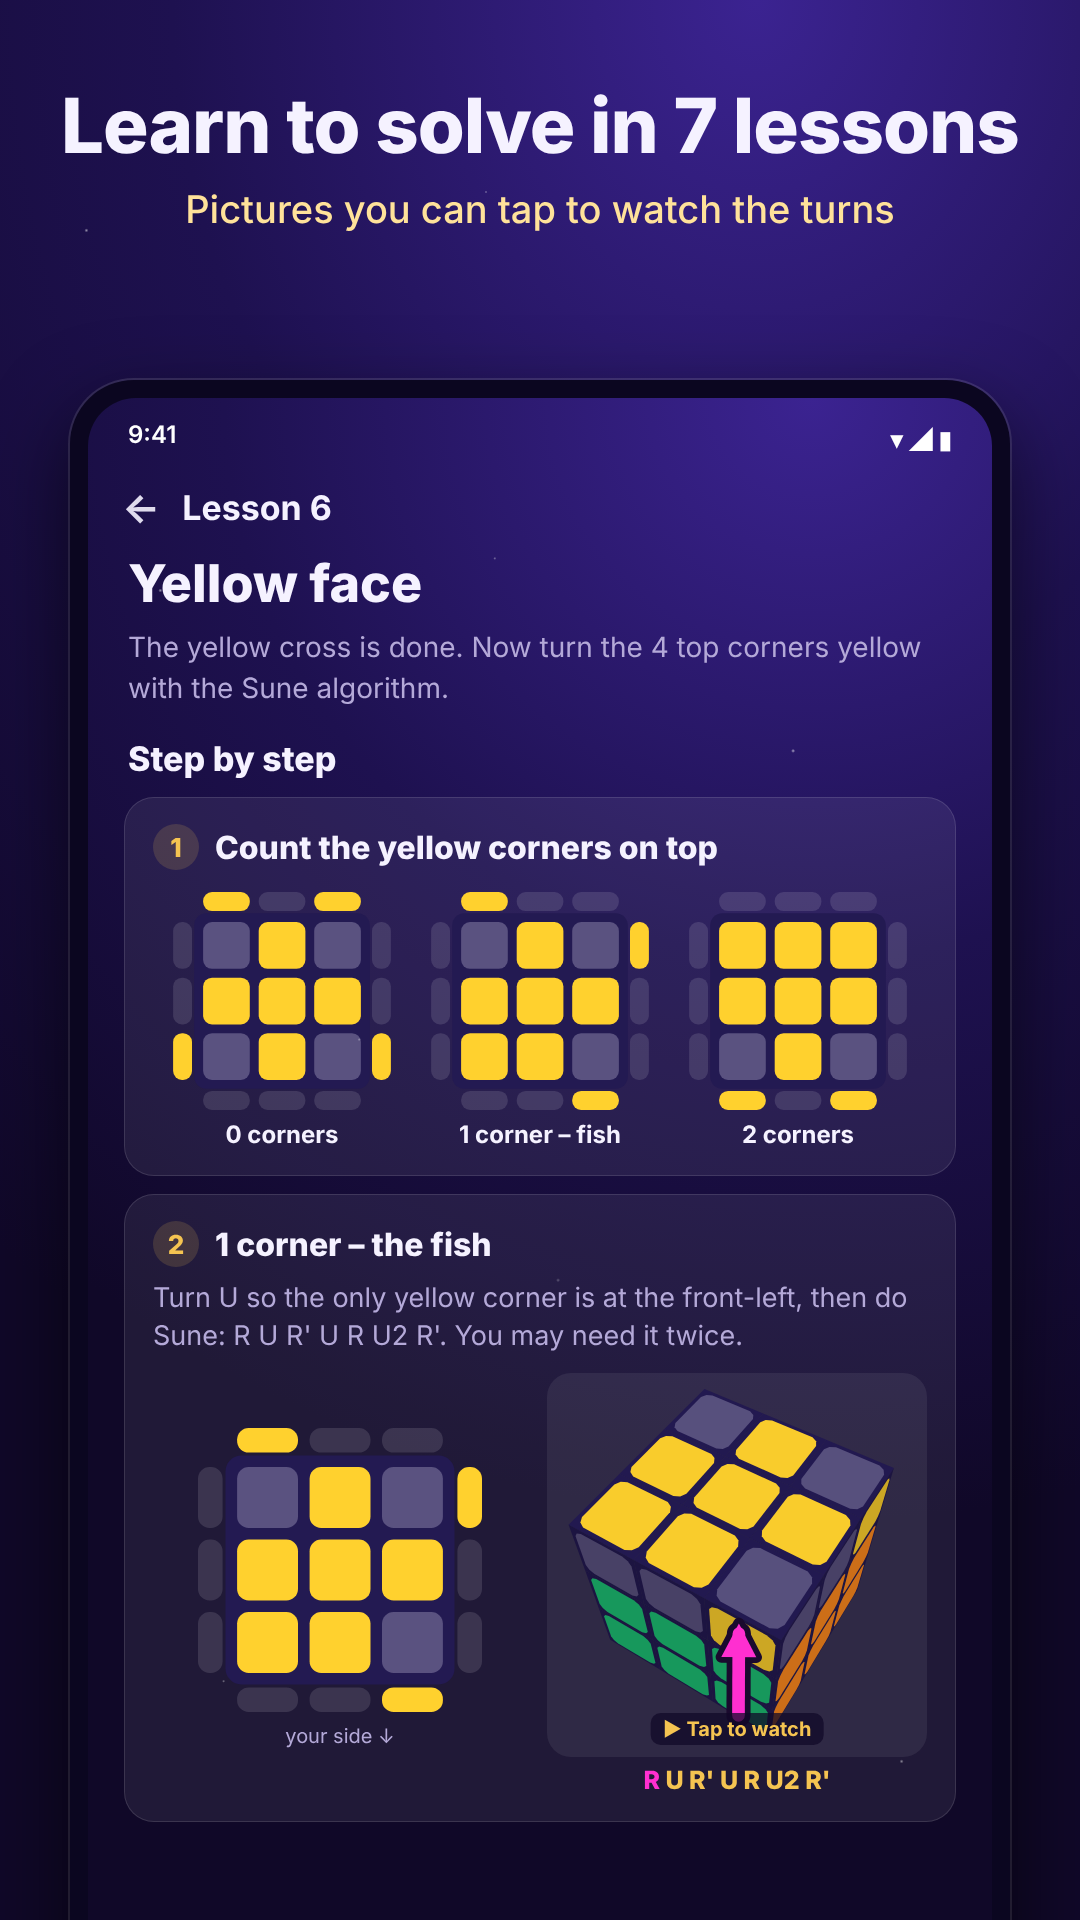 Learn to solve in 7 lessons
Pictures you can tap to watch the turns
9:41
← Lesson 6
Yellow face
The yellow cross is done. Now turn the 4 top corners yellow
with the Sune algorithm.
Step by step
1 Count the yellow corners on top
0 corners
1 corner – fish
2 corners
2 1 corner – the fish
Turn U so the only yellow corner is at the front-left, then do
Sune: R U R' U R U2 R'. You may need it twice.
your side ↓
▶ Tap to watch
R U R' U R U2 R'